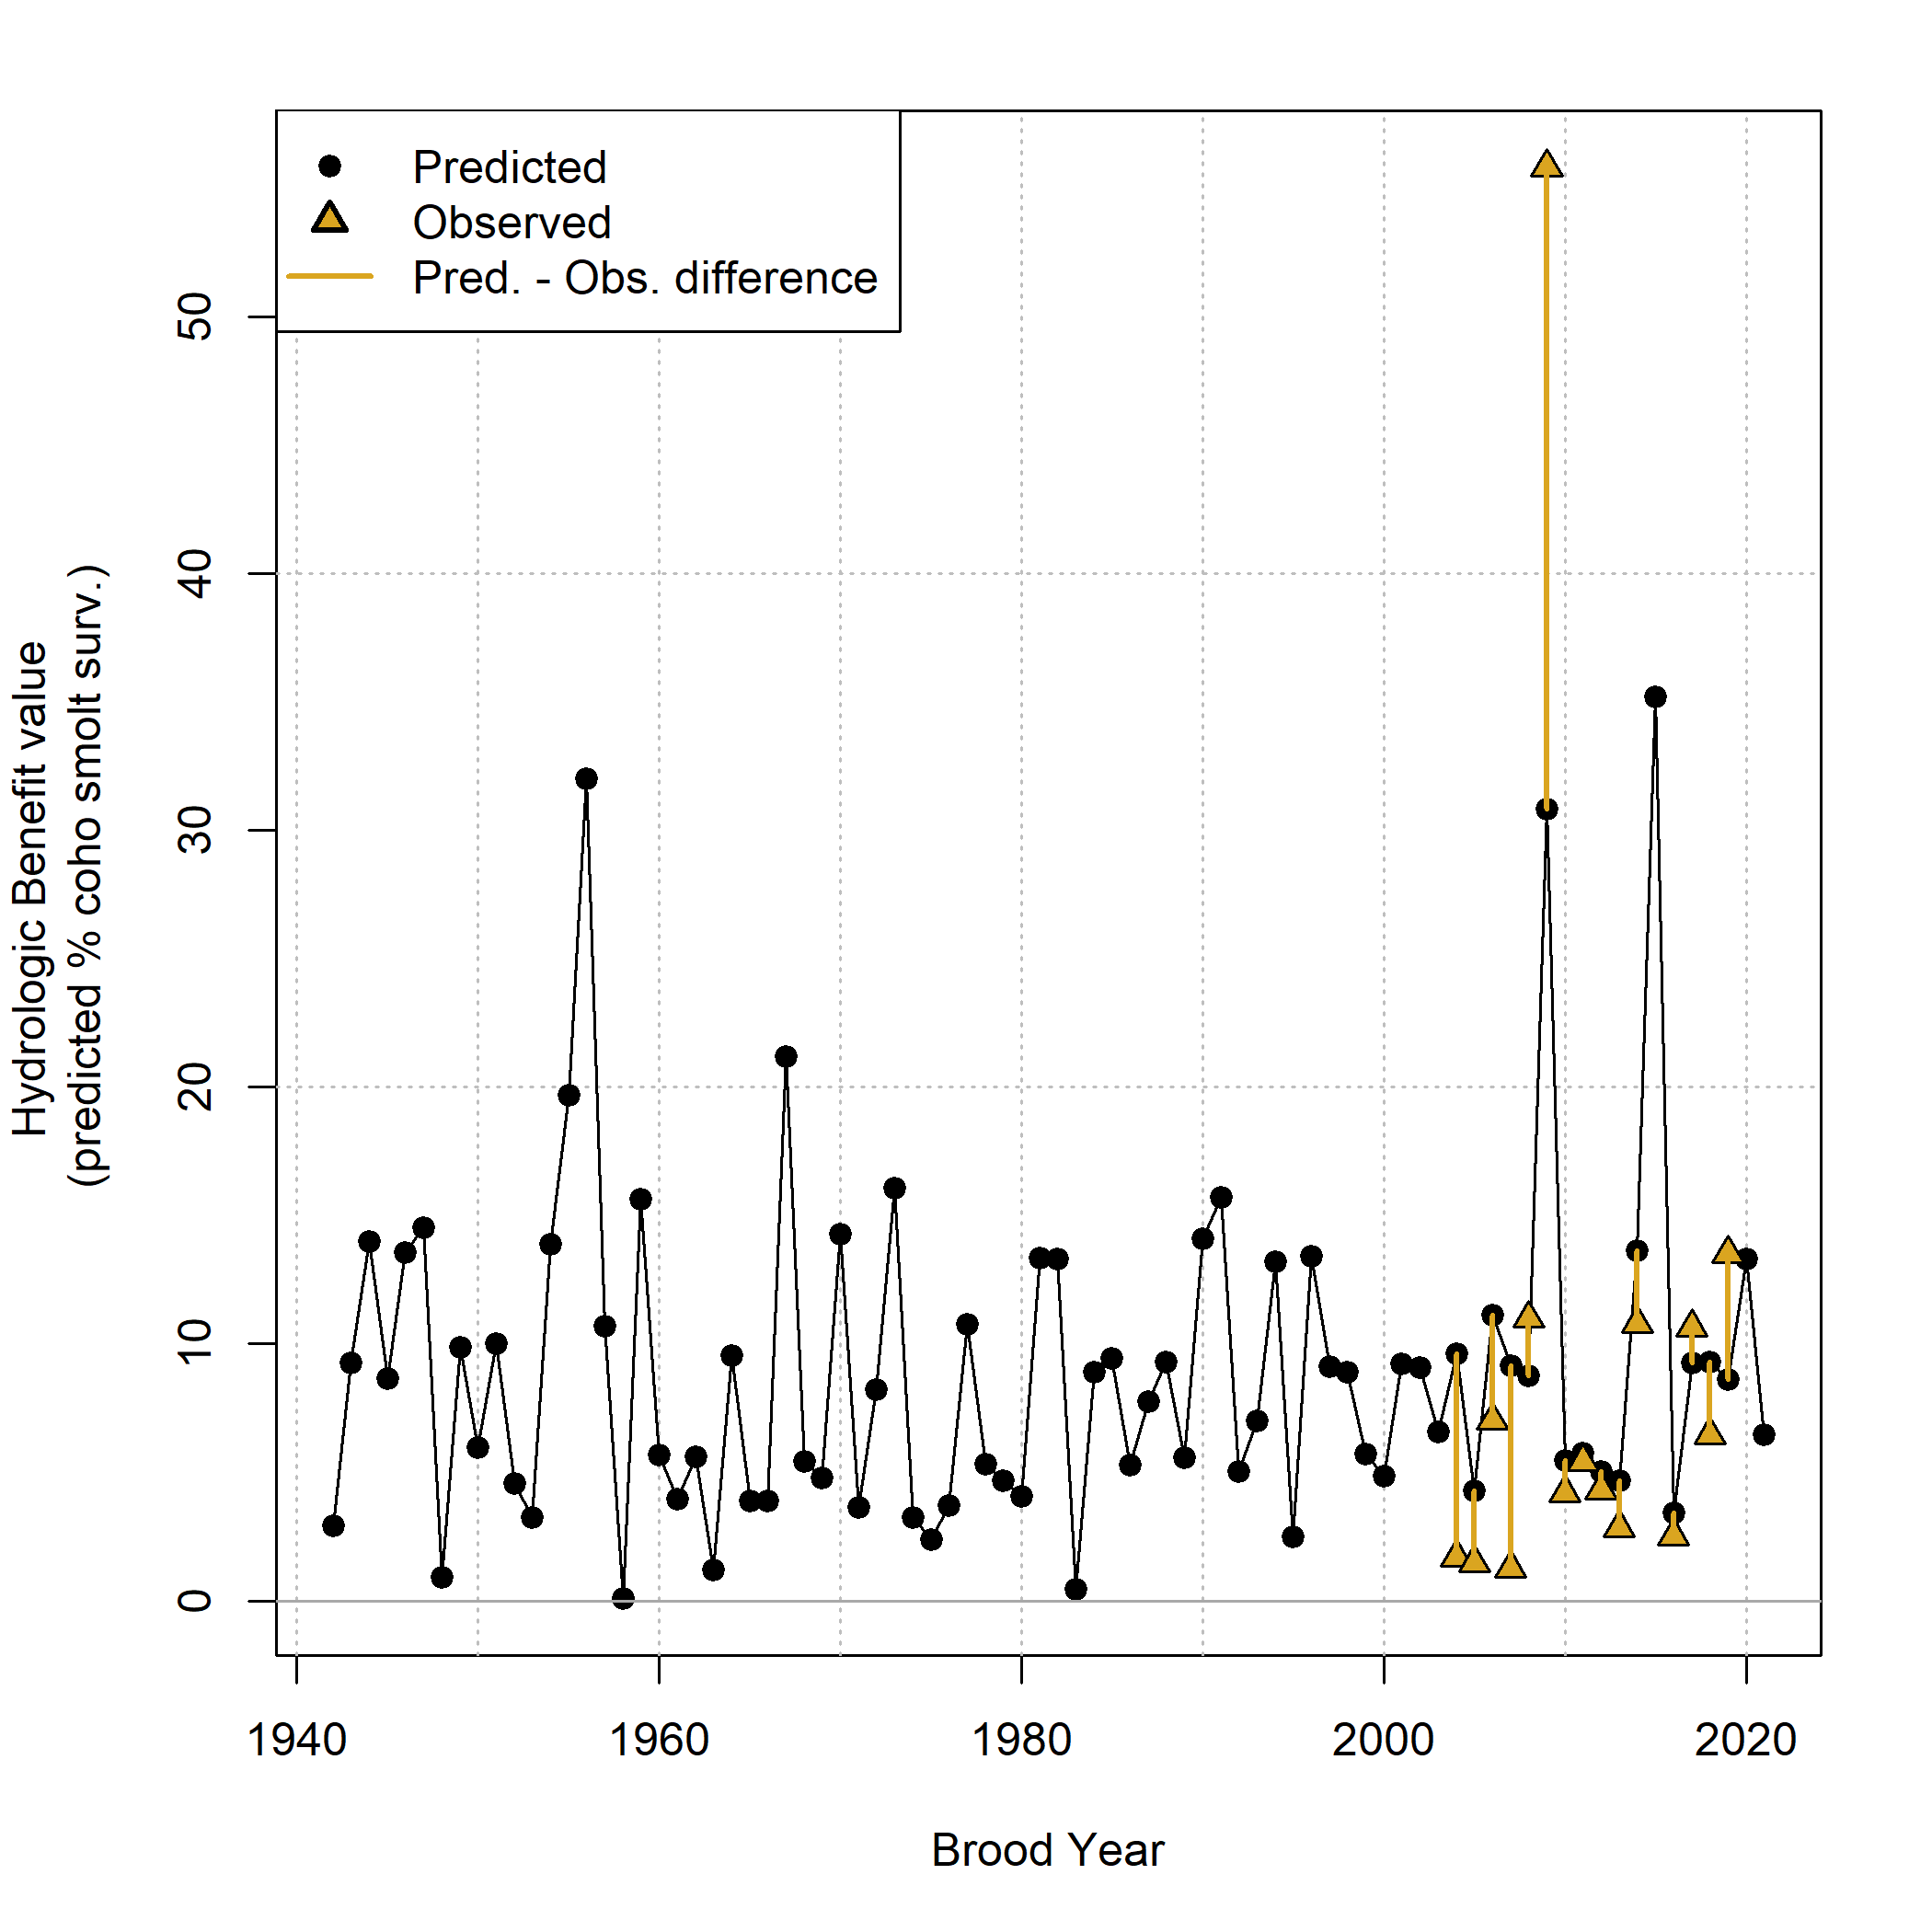 Predicted
Observed
Pred. - Obs. difference
Hydrologic Benefit value
(predicted % coho smolt surv.)
50
40
30
20
10
0
1940 1960 1980 2000 2020
Brood Year